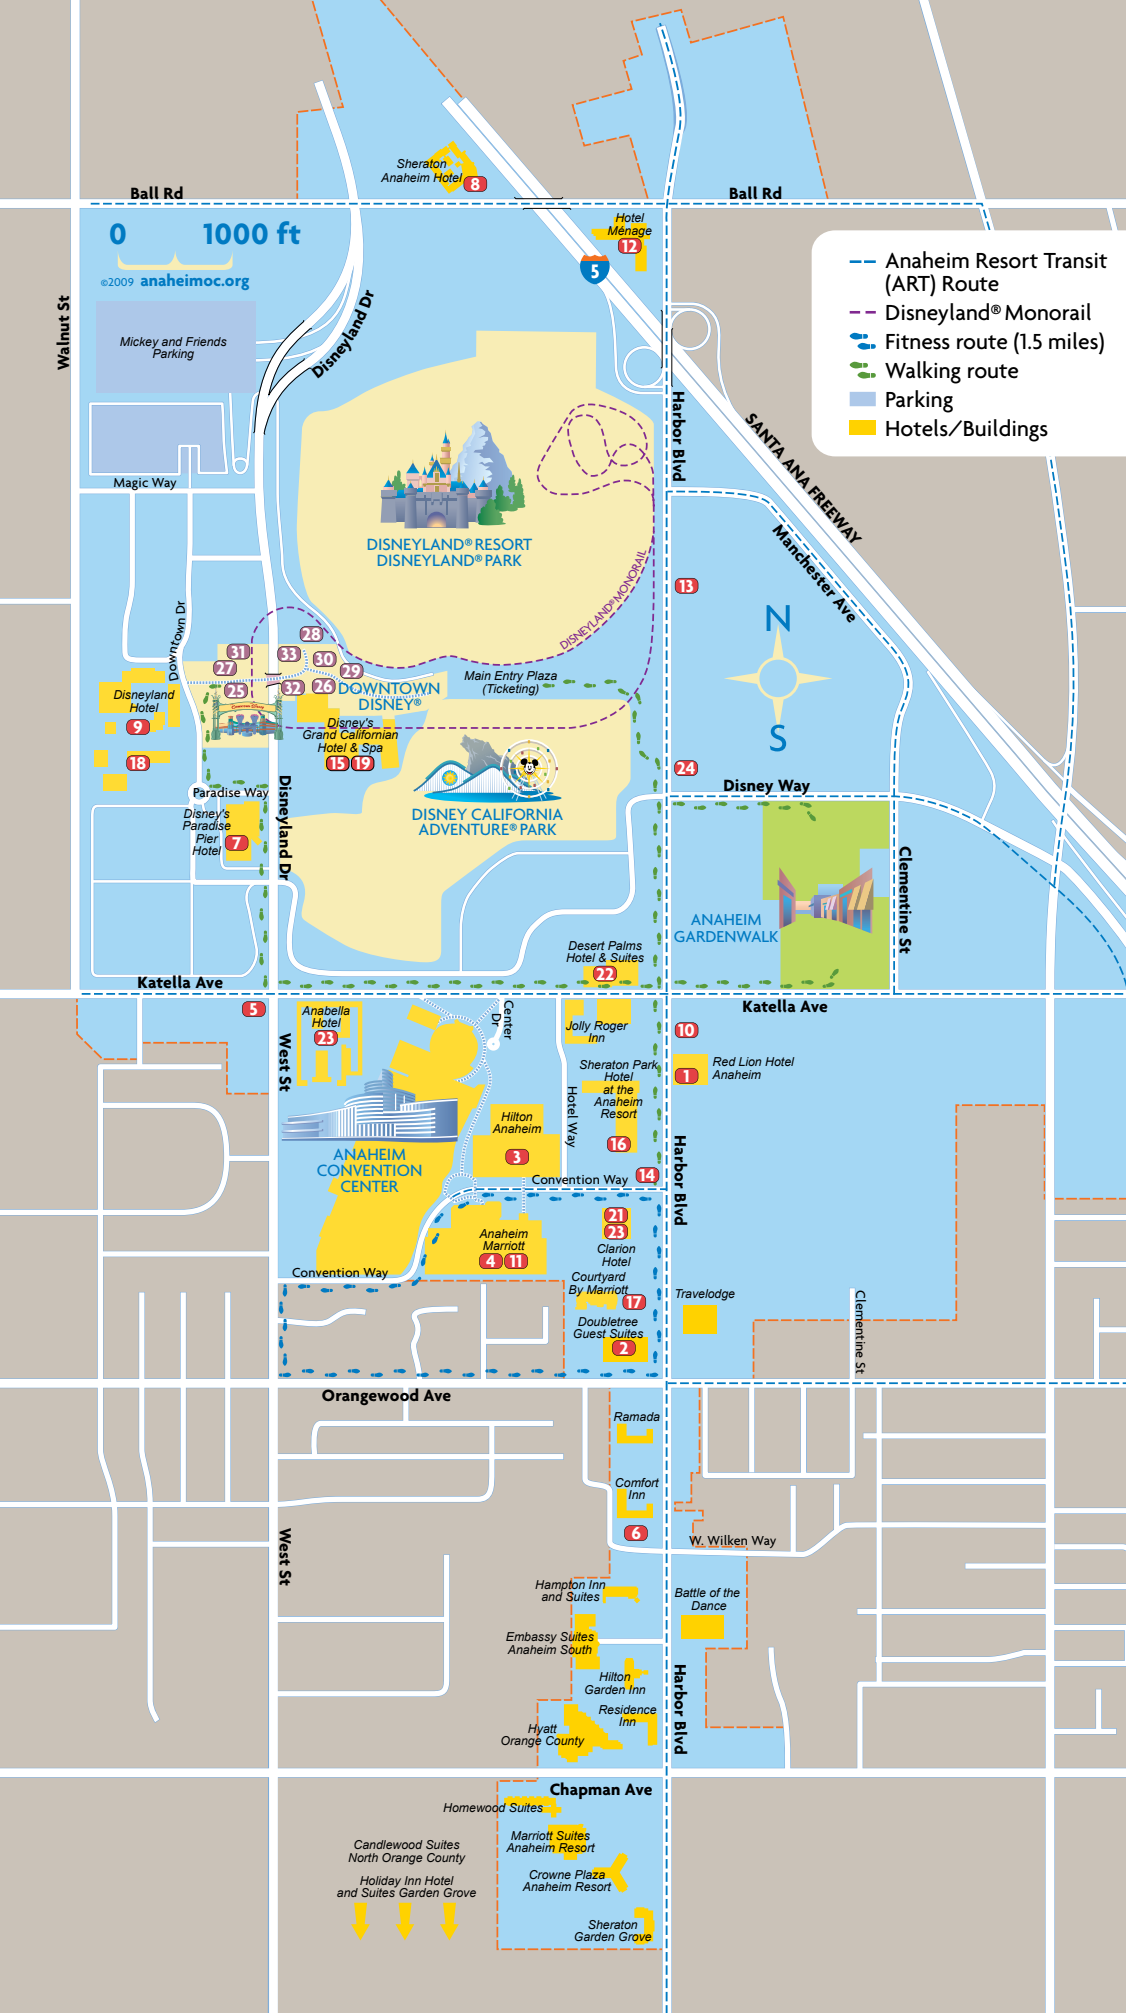 Sheraton
Anaheim Hotel
8
Ball Rd
Ball Rd
0 1000 ft
©2009 anaheimoc.org
Hotel
Ménage
12
5
Anaheim Resort Transit
(ART) Route
Disneyland® Monorail
Fitness route (1.5 miles)
Walking route
Parking
Hotels/Buildings
Walnut St
Mickey and Friends
Parking
Disneyland Dr
Harbor Blvd
SANTA ANA FREEWAY
Magic Way
DISNEYLAND® RESORT
DISNEYLAND® PARK
Manchester Ave
DISNEYLAND® MONORAIL
13
N
S
Downtown Dr
28
31
33
30
27
29
25
32
26
DOWNTOWN
DISNEY®
Main Entry Plaza
(Ticketing)
Disneyland
Hotel
9
18
Disney's
Grand Californian
Hotel & Spa
15
19
24
Disney Way
Paradise Way
Disney's
Paradise
Pier
Hotel
7
Disneyland Dr
DISNEY CALIFORNIA
ADVENTURE® PARK
Clementine St
ANAHEIM
GARDENWALK
Desert Palms
Hotel & Suites
22
Katella Ave
Katella Ave
5
Anabella
Hotel
23
West St
Center
Dr
Jolly Roger
Inn
10
Red Lion Hotel
Anaheim
1
Sheraton Park
Hotel
at the
Anaheim
Resort
16
Hotel Way
Hilton
Anaheim
3
ANAHEIM
CONVENTION
CENTER
Convention Way
14
Harbor Blvd
21
23
Clarion
Hotel
Anaheim
Marriott
4
11
Convention Way
Courtyard
By Marriott
17
Travelodge
Clementine St
Doubletree
Guest Suites
2
Orangewood Ave
Ramada
Comfort
Inn
6
W. Wilken Way
West St
Hampton Inn
and Suites
Battle of the
Dance
Embassy Suites
Anaheim South
Hilton
Garden Inn
Harbor Blvd
Residence
Inn
Hyatt
Orange County
Chapman Ave
Homewood Suites
Marriott Suites
Anaheim Resort
Candlewood Suites
North Orange County
Crowne Plaza
Anaheim Resort
Holiday Inn Hotel
and Suites Garden Grove
Sheraton
Garden Grove